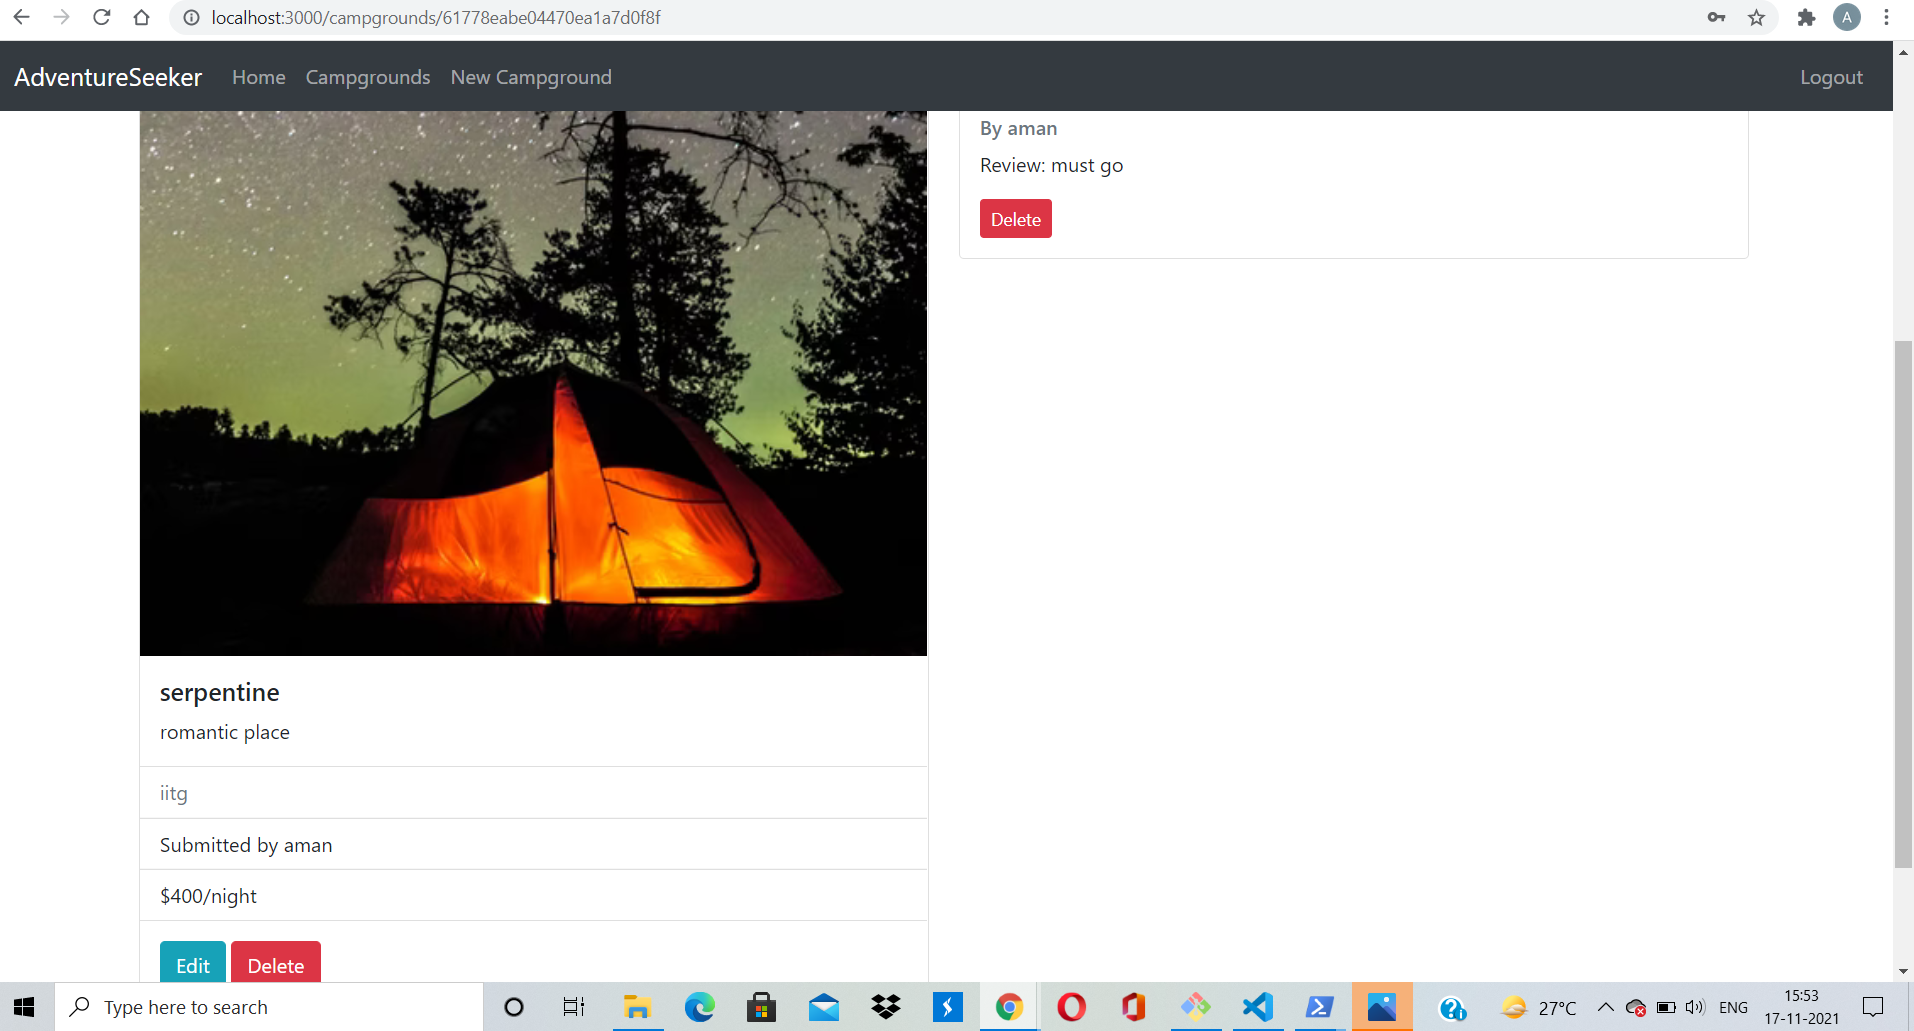 localhost:3000/campgrounds/61778eabe04470ea1a7d0f8f
A
AdventureSeeker Home Campgrounds New Campground Logout
By aman
Review: must go
Delete
serpentine
romantic place
iitg
Submitted by aman
$400/night
Edit Delete
Type here to search
27°C ENG
15:53
17-11-2021